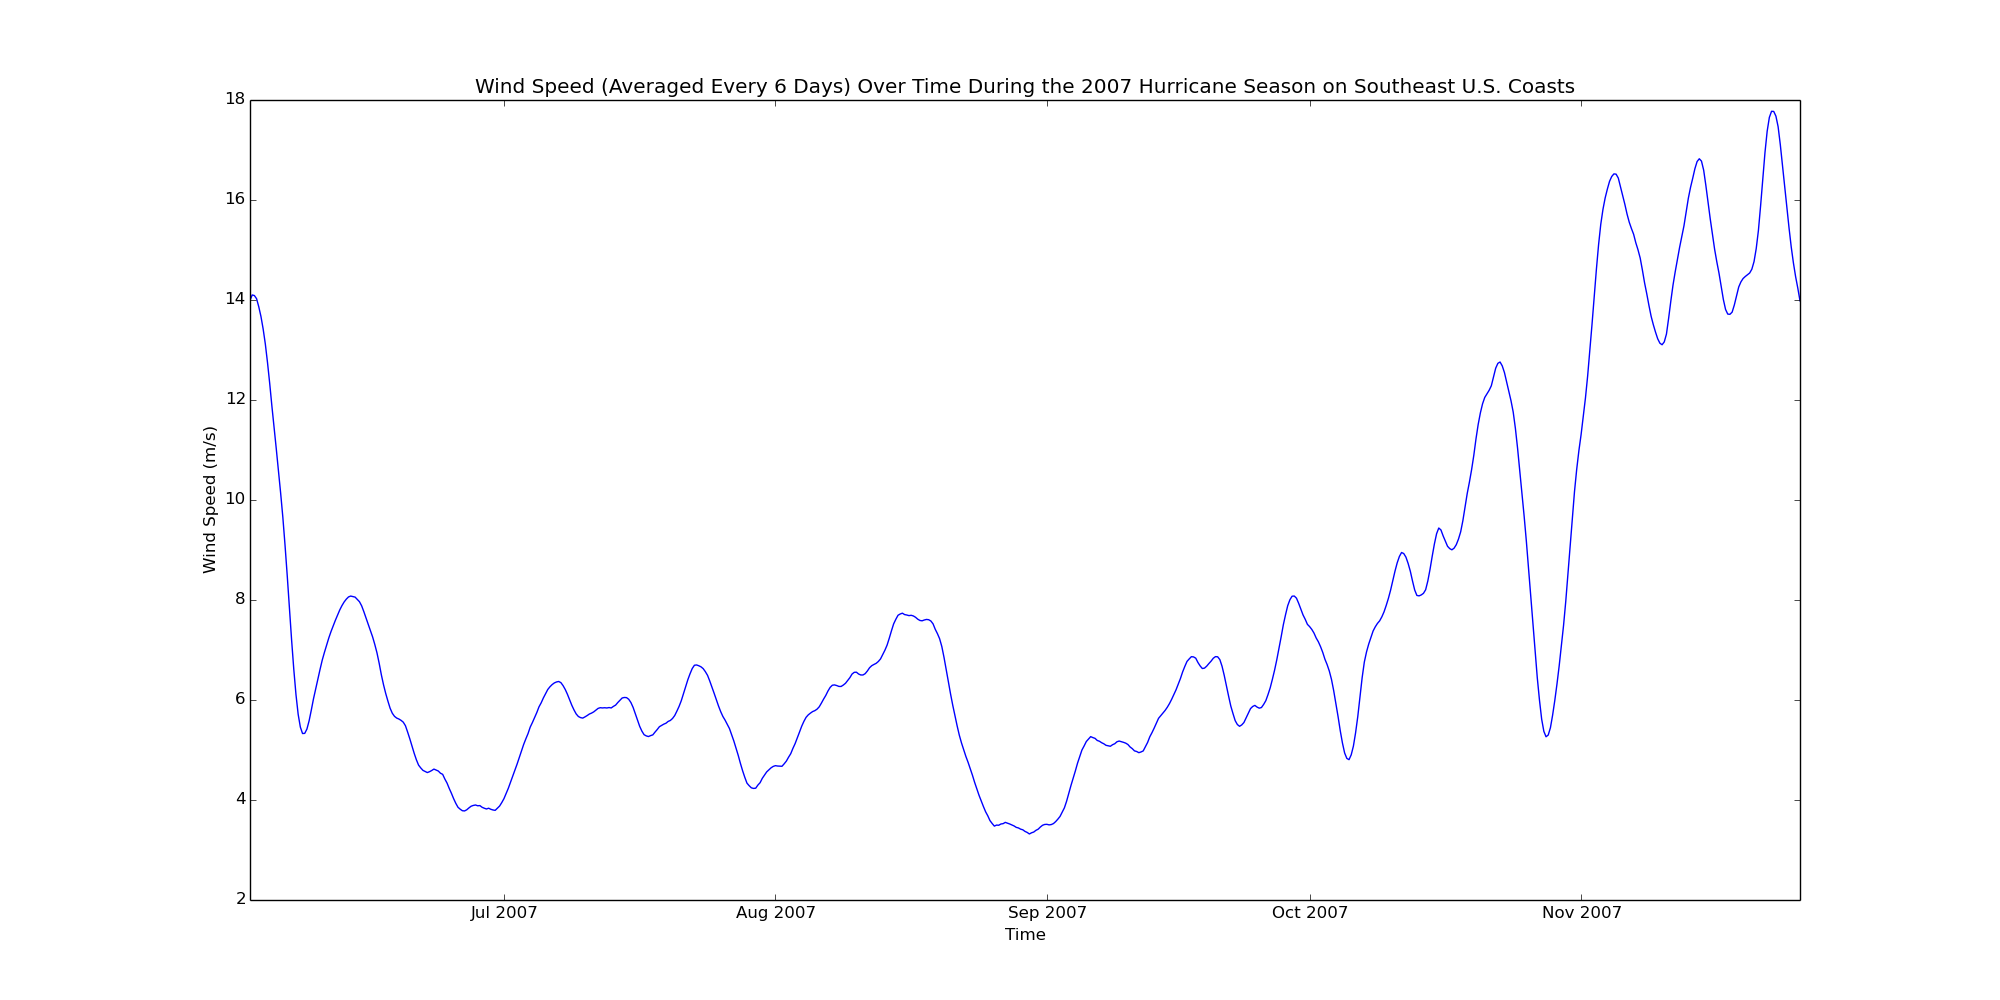 Wind Speed (Averaged Every 6 Days) Over Time During the 2007 Hurricane Season on Southeast U.S. Coasts
18
16
14
12
10
8
6
4
2
Wind Speed (m/s)
Jul 2007
Aug 2007
Sep 2007
Oct 2007
Nov 2007
Time